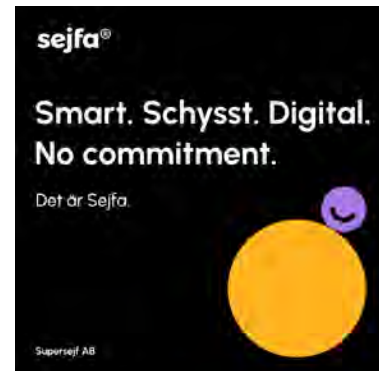 sejfa®
Smart. Schysst. Digital.
No commitment.
Det är Sejfa.
Supersejf AB